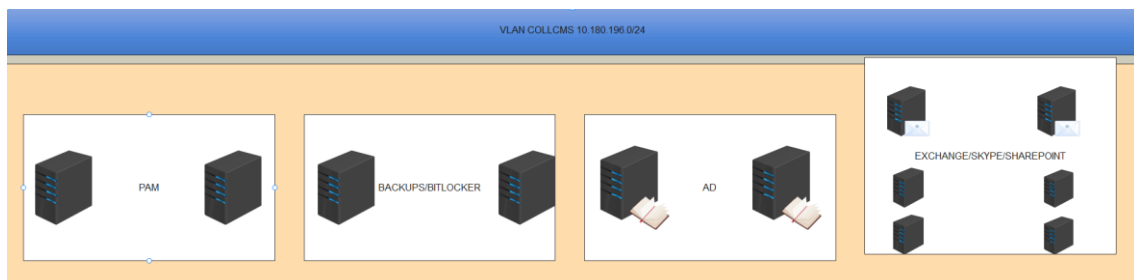 VLAN COLLCMS 10.180.196.0/24
PAM
BACKUPS/BITLOCKER
AD
EXCHANGE/SKYPE/SHAREPOINT